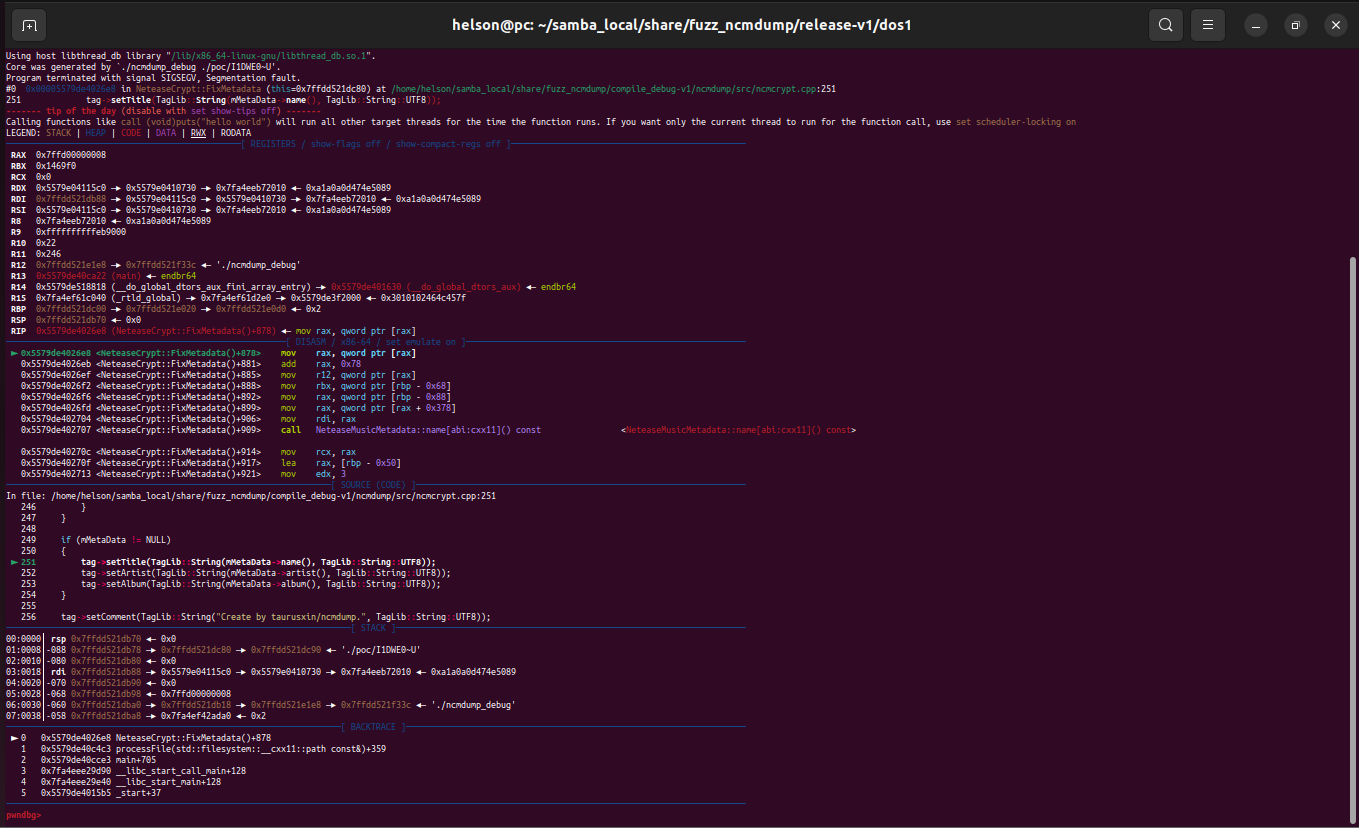 helson@pc: ~/samba_local/share/fuzz_ncmdump/release-v1/dos1
Using host libthread_db library "/lib/x86_64-linux-gnu/libthread_db.so.1".
Core was generated by `./ncmdump_debug ./poc/I1DWE0~U'.
Program terminated with signal SIGSEGV, Segmentation fault.
#0  0x00005579de4026e8 in NeteaseCrypt::FixMetadata (this=0x7ffdd521dc80) at /home/helson/samba_local/share/fuzz_ncmdump/compile_debug-v1/ncmdump/src/ncmcrypt.cpp:251
251             tag->setTitle(TagLib::String(mMetaData->name(), TagLib::String::UTF8));
------- tip of the day (disable with set show-tips off) -------
Calling functions like call (void)puts("hello world") will run all other target threads for the time the function runs. If you want only the current thread to run for the function call, use set scheduler-locking on
LEGEND: STACK | HEAP | CODE | DATA | RWX | RODATA
[ REGISTERS / show-flags off / show-compact-regs off ]
RAX  0x7ffd00000008
RBX  0x1469f0
RCX  0x0
RDX  0x5579e04115c0 —▸ 0x5579e0410730 —▸ 0x7fa4eeb72010 ◂— 0xa1a0a0d474e5089
RDI  0x7ffdd521db88 —▸ 0x5579e04115c0 —▸ 0x5579e0410730 —▸ 0x7fa4eeb72010 ◂— 0xa1a0a0d474e5089
RSI  0x5579e04115c0 —▸ 0x5579e0410730 —▸ 0x7fa4eeb72010 ◂— 0xa1a0a0d474e5089
R8   0x7fa4eeb72010 ◂— 0xa1a0a0d474e5089
R9   0xffffffffffeb9000
R10  0x22
R11  0x246
R12  0x7ffdd521e1e8 —▸ 0x7ffdd521f33c ◂— './ncmdump_debug'
R13  0x5579de40ca22 (main) ◂— endbr64
R14  0x5579de518818 (__do_global_dtors_aux_fini_array_entry) —▸ 0x5579de401630 (__do_global_dtors_aux) ◂— endbr64
R15  0x7fa4ef61c040 (_rtld_global) —▸ 0x7fa4ef61d2e0 —▸ 0x5579de3f2000 ◂— 0x3010102464c457f
RBP  0x7ffdd521dc00 —▸ 0x7ffdd521e020 —▸ 0x7ffdd521e0d0 ◂— 0x2
RSP  0x7ffdd521db70 ◂— 0x0
RIP  0x5579de4026e8 (NeteaseCrypt::FixMetadata()+878) ◂— mov rax, qword ptr [rax]
[ DISASM / x86-64 / set emulate on ]
► 0x5579de4026e8 <NeteaseCrypt::FixMetadata()+878>    mov    rax, qword ptr [rax]
0x5579de4026eb <NeteaseCrypt::FixMetadata()+881>    add    rax, 0x78
0x5579de4026ef <NeteaseCrypt::FixMetadata()+885>    mov    r12, qword ptr [rax]
0x5579de4026f2 <NeteaseCrypt::FixMetadata()+888>    mov    rbx, qword ptr [rbp - 0x68]
0x5579de4026f6 <NeteaseCrypt::FixMetadata()+892>    mov    rax, qword ptr [rbp - 0x88]
0x5579de4026fd <NeteaseCrypt::FixMetadata()+899>    mov    rax, qword ptr [rax + 0x378]
0x5579de402704 <NeteaseCrypt::FixMetadata()+906>    mov    rdi, rax
0x5579de402707 <NeteaseCrypt::FixMetadata()+909>    call   NeteaseMusicMetadata::name[abi:cxx11]() const                <NeteaseMusicMetadata::name[abi:cxx11]() const>
0x5579de40270c <NeteaseCrypt::FixMetadata()+914>    mov    rcx, rax
0x5579de40270f <NeteaseCrypt::FixMetadata()+917>    lea    rax, [rbp - 0x50]
0x5579de402713 <NeteaseCrypt::FixMetadata()+921>    mov    edx, 3
[ SOURCE (CODE) ]
In file: /home/helson/samba_local/share/fuzz_ncmdump/compile_debug-v1/ncmdump/src/ncmcrypt.cpp:251
246         }
247     }
248
249     if (mMetaData != NULL)
250     {
► 251         tag->setTitle(TagLib::String(mMetaData->name(), TagLib::String::UTF8));
252         tag->setArtist(TagLib::String(mMetaData->artist(), TagLib::String::UTF8));
253         tag->setAlbum(TagLib::String(mMetaData->album(), TagLib::String::UTF8));
254     }
255
256     tag->setComment(TagLib::String("Create by taurusxin/ncmdump.", TagLib::String::UTF8));
[ STACK ]
00:0000│ rsp 0x7ffdd521db70 ◂— 0x0
01:0008│-088 0x7ffdd521db78 —▸ 0x7ffdd521dc80 —▸ 0x7ffdd521dc90 ◂— './poc/I1DWE0~U'
02:0010│-080 0x7ffdd521db80 ◂— 0x0
03:0018│ rdi 0x7ffdd521db88 —▸ 0x5579e04115c0 —▸ 0x5579e0410730 —▸ 0x7fa4eeb72010 ◂— 0xa1a0a0d474e5089
04:0020│-070 0x7ffdd521db90 ◂— 0x0
05:0028│-068 0x7ffdd521db98 ◂— 0x7ffd00000008
06:0030│-060 0x7ffdd521dba0 —▸ 0x7ffdd521db18 —▸ 0x7ffdd521e1e8 —▸ 0x7ffdd521f33c ◂— './ncmdump_debug'
07:0038│-058 0x7ffdd521dba8 —▸ 0x7fa4ef42ada0 ◂— 0x2
[ BACKTRACE ]
► 0   0x5579de4026e8 NeteaseCrypt::FixMetadata()+878
1   0x5579de40c4c3 processFile(std::filesystem::__cxx11::path const&)+359
2   0x5579de40cce3 main+705
3   0x7fa4eee29d90 __libc_start_call_main+128
4   0x7fa4eee29e40 __libc_start_main+128
5   0x5579de4015b5 _start+37
pwndbg>